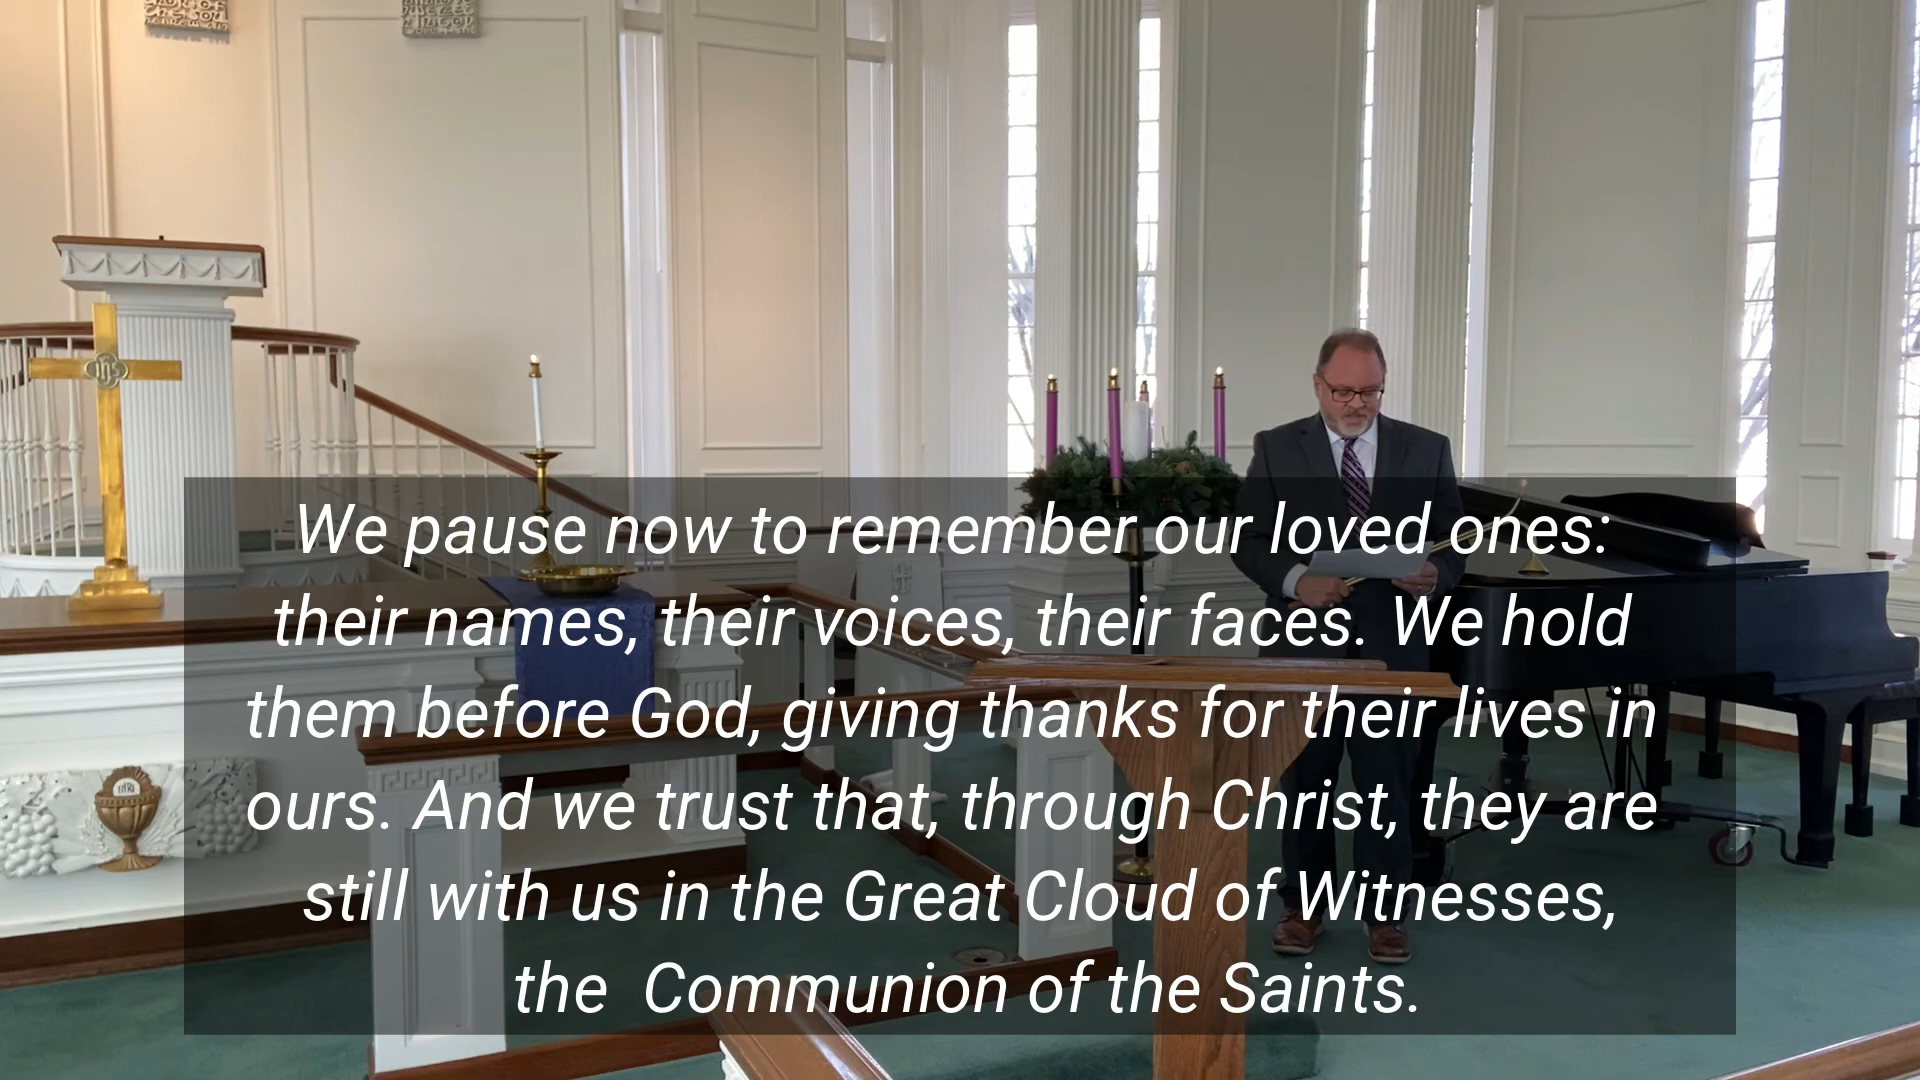 IHS
We pause now to remember our loved ones:
their names, their voices, their faces. We hold
them before God, giving thanks for their lives in
ours. And we trust that, through Christ, they are
still with us in the Great Cloud of Witnesses,
the  Communion of the Saints.